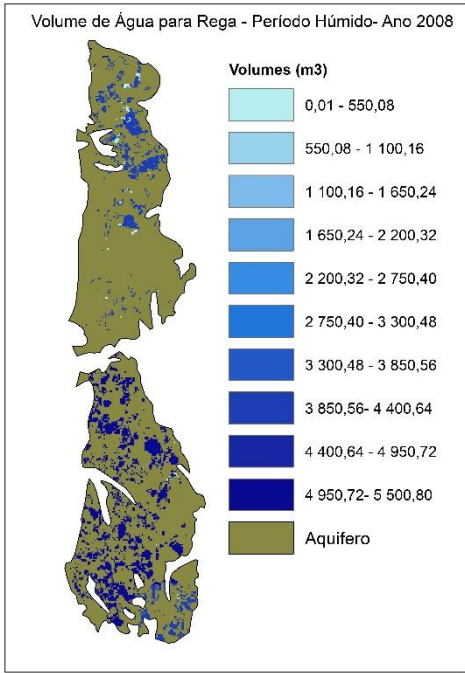 Volume de Água para Rega - Período Húmido- Ano 2008
Volumes (m3)
0,01 - 550,08
550,08 - 1 100,16
1 100,16 - 1 650,24
1 650,24 - 2 200,32
2 200,32 - 2 750,40
2 750,40 - 3 300,48
3 300,48 - 3 850,56
3 850,56- 4 400,64
4 400,64 - 4 950,72
4 950,72- 5 500,80
Aquifero